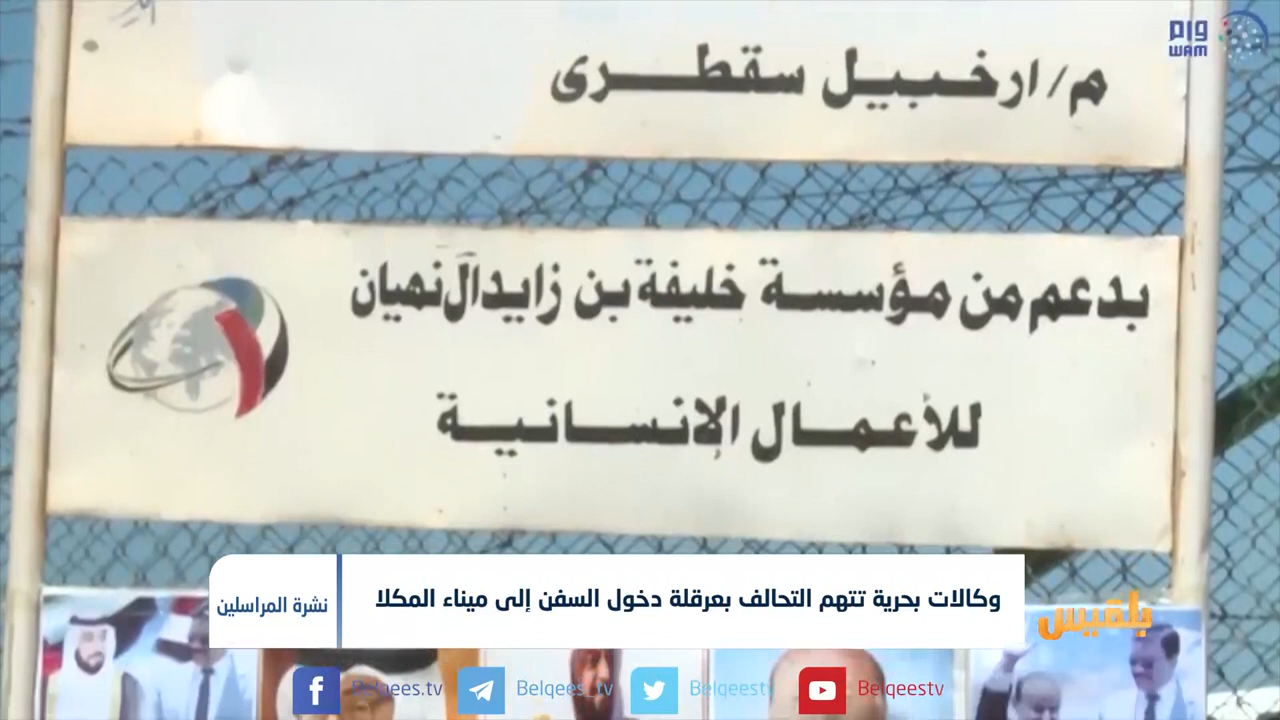 وام
WAM
م/ارخبيل سقطرى
بدعم من مؤسسة خليفة بن زايد آل نهيان
للأعمال الإنسانية
وكالات بحرية تتهم التحالف بعرقلة دخول السفن إلى ميناء المكلا
نشرة المراسلين
بلقيس
Belqees.tv
Belqees_tv
Belqeestv
Belqeestv